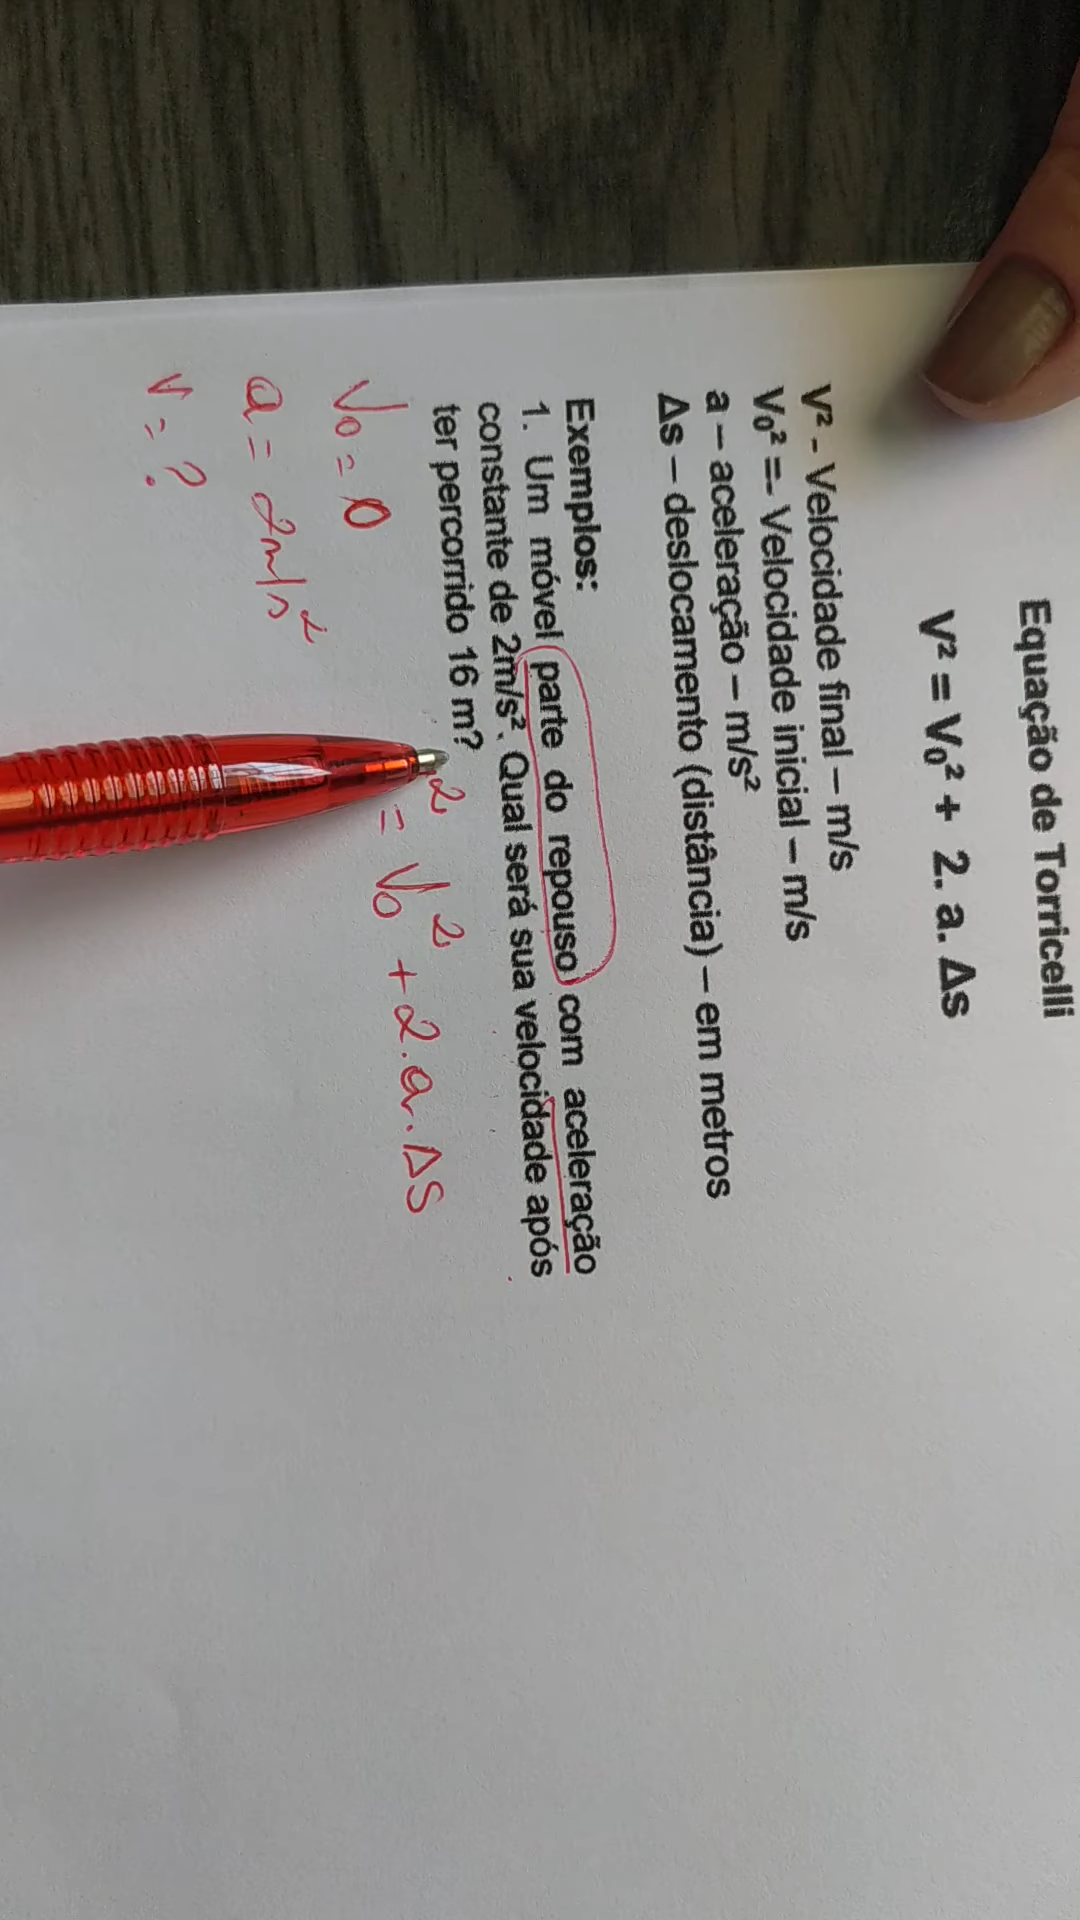 Equação de Torricelli
V² = V₀² + 2. a. Δs
V² - Velocidade final – m/s
V₀² =- Velocidade inicial – m/s
a – aceleração – m/s²
Δs – deslocamento (distância) – em metros
Exemplos:
1. Um móvel parte do repouso com aceleração
constante de 2m/s². Qual será sua velocidade após
ter percorrido 16 m?
V₀ = 0
² = V₀² + 2.a.ΔS
a = 2m/s²
v = ?